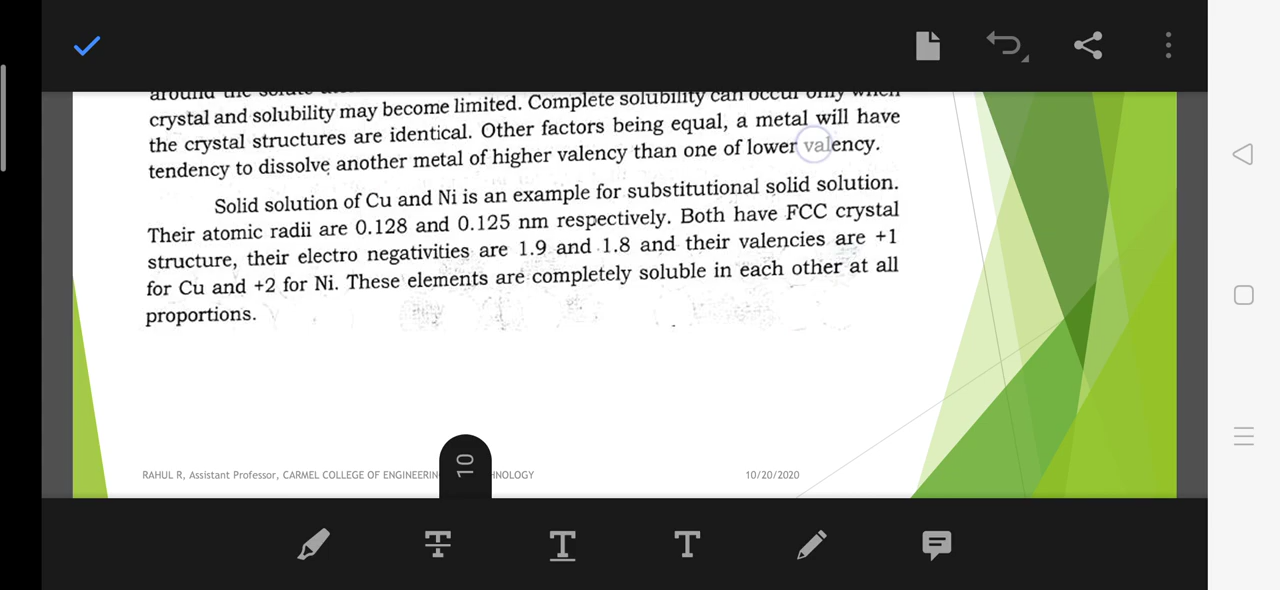 around the solute
crystal and solubility may become limited. Complete solubility can occur only when
the crystal structures are identical. Other factors being equal, a metal will have
tendency to dissolve another metal of higher valency than one of lower valency.
Solid solution of Cu and Ni is an example for substitutional solid solution.
Their atomic radii are 0.128 and 0.125 nm respectively. Both have FCC crystal
structure, their electro negativities are 1.9 and 1.8 and their valencies are +1
for Cu and +2 for Ni. These elements are completely soluble in each other at all
proportions.
RAHUL R, Assistant Professor, CARMEL COLLEGE OF ENGINEERIN HNOLOGY 10/20/2020
10
T T T